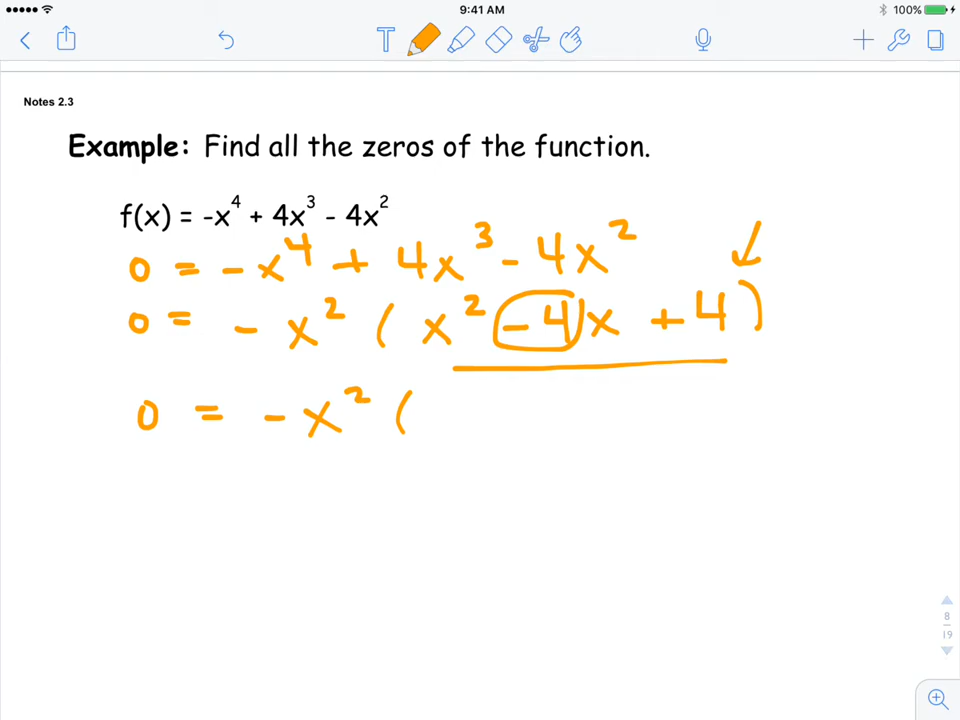 9:41 AM
100%
T
Notes 2.3
Example: Find all the zeros of the function.
f(x) = -x⁴ + 4x³ - 4x²
0 = -x⁴ + 4x³ - 4x²
0 = -x² (x² -4x + 4)
0 = -x² (
8
19